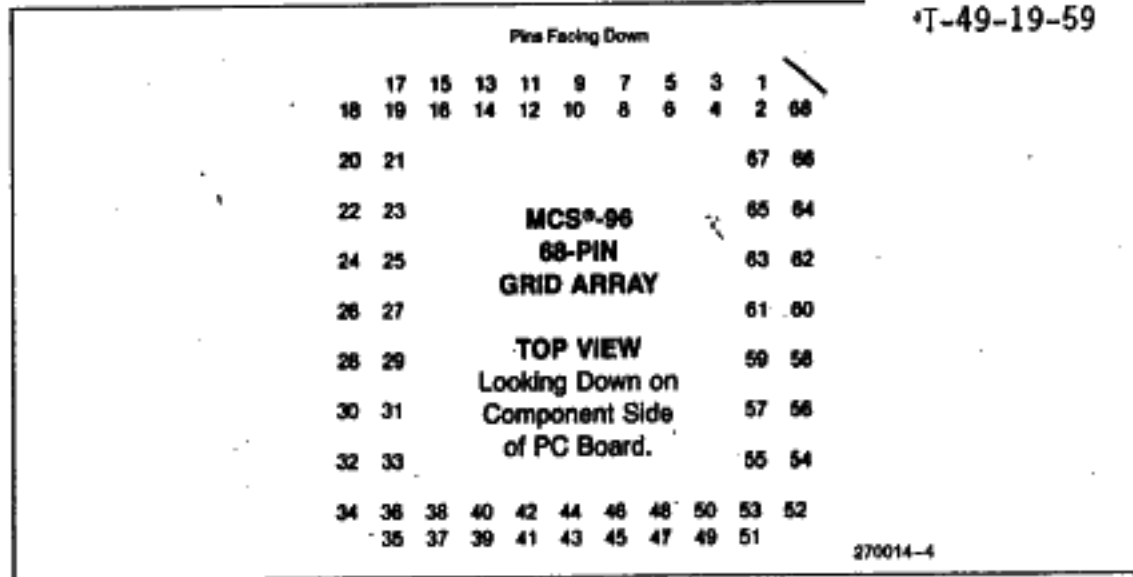 T-49-19-59
Pins Facing Down
17 15 13 11 9 7 5 3 1
18 19 16 14 12 10 8 6 4 2 68
20 21 67 66
22 23 MCS®-96 65 64
68-PIN
24 25 63 62
GRID ARRAY
26 27 61 60
28 29 TOP VIEW 59 58
Looking Down on
30 31 Component Side 57 56
of PC Board.
32 33 55 54
34 36 38 40 42 44 46 48 50 53 52
35 37 39 41 43 45 47 49 51
270014-4